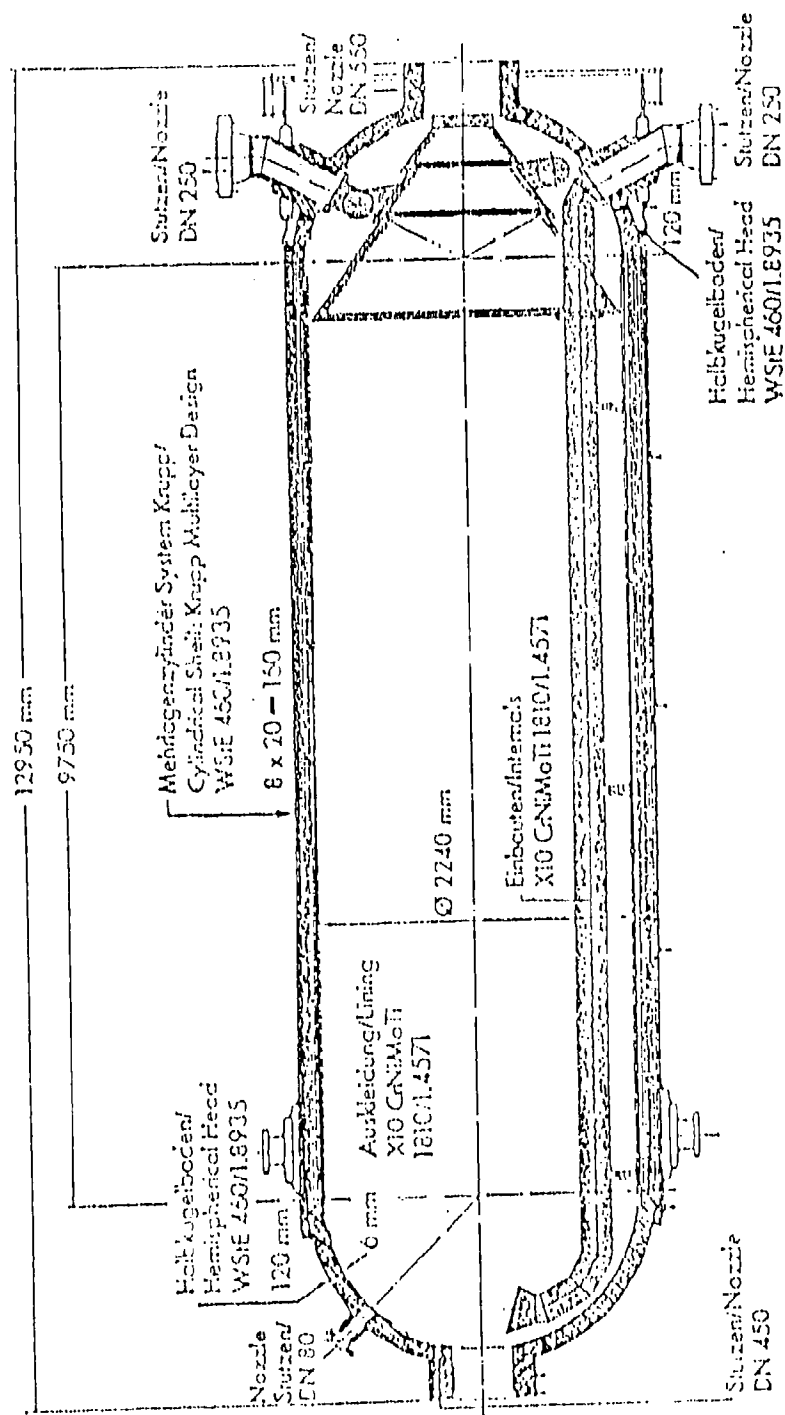 12950 mm
9750 mm
Stutzen/Nozzle
DN 250
Stutzen/
Nozzle
DN 550
Mehrlagenzylinder System Krupp/
Cylindrical Shell: Krupp Multilayer Design
WStE 460/1.8935
8 x 20 = 160 mm
Halbkugelboden/
Hemispherical Head
WStE 460/1.8935
120 mm
6 mm
Auskleidung/Lining
X10 CrNiMoTi
1810/1.4571
Nozzle
Stutzen/
DN 80
Ø 2240 mm
Einbauten/Internals
X10 CrNiMoTi 1810/1.4571
120 mm
Halbkugelboden/
Hemispherical Head
WStE 460/1.8935
Stutzen/Nozzle
DN 250
Stutzen/Nozzle
DN 450